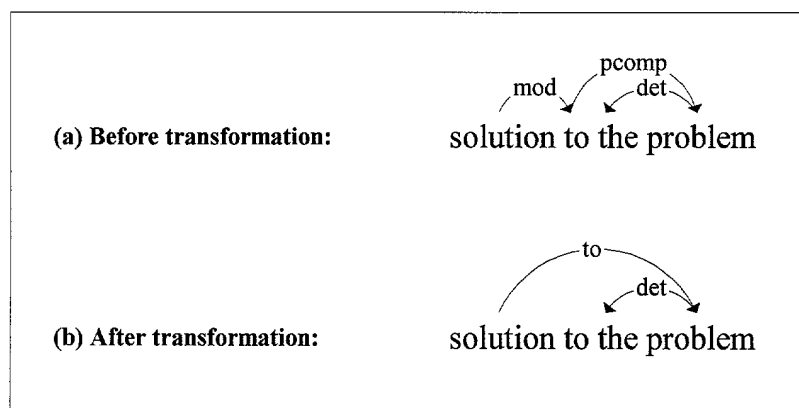 pcomp
mod det
(a) Before transformation: solution to the problem
to
det
(b) After transformation: solution to the problem